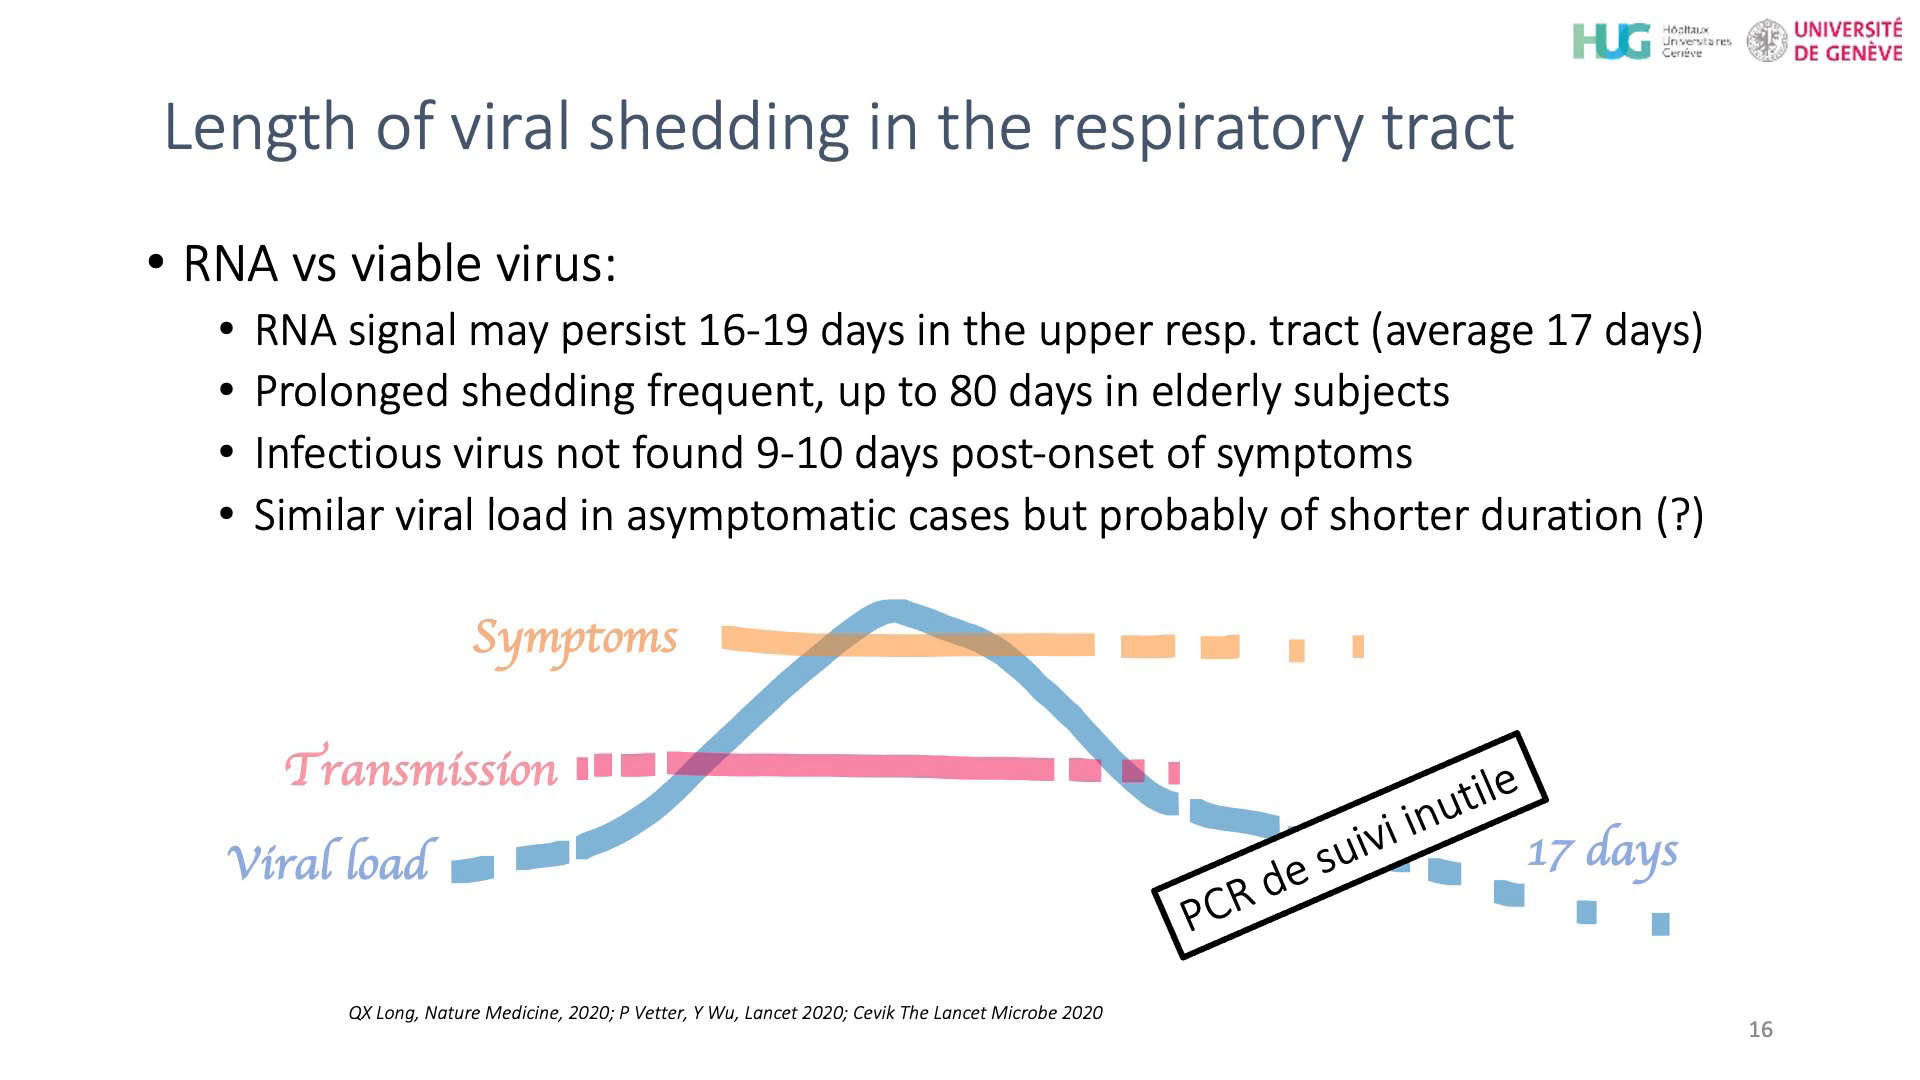 HUG
Hôpitaux
Universitaires
Genève
UNIVERSITÉ
DE GENÈVE
Length of viral shedding in the respiratory tract
• RNA vs viable virus:
• RNA signal may persist 16-19 days in the upper resp. tract (average 17 days)
• Prolonged shedding frequent, up to 80 days in elderly subjects
• Infectious virus not found 9-10 days post-onset of symptoms
• Similar viral load in asymptomatic cases but probably of shorter duration (?)
Symptoms
Transmission
Viral load
PCR de suivi inutile
17 days
QX Long, Nature Medicine, 2020; P Vetter, Y Wu, Lancet 2020; Cevik The Lancet Microbe 2020
16